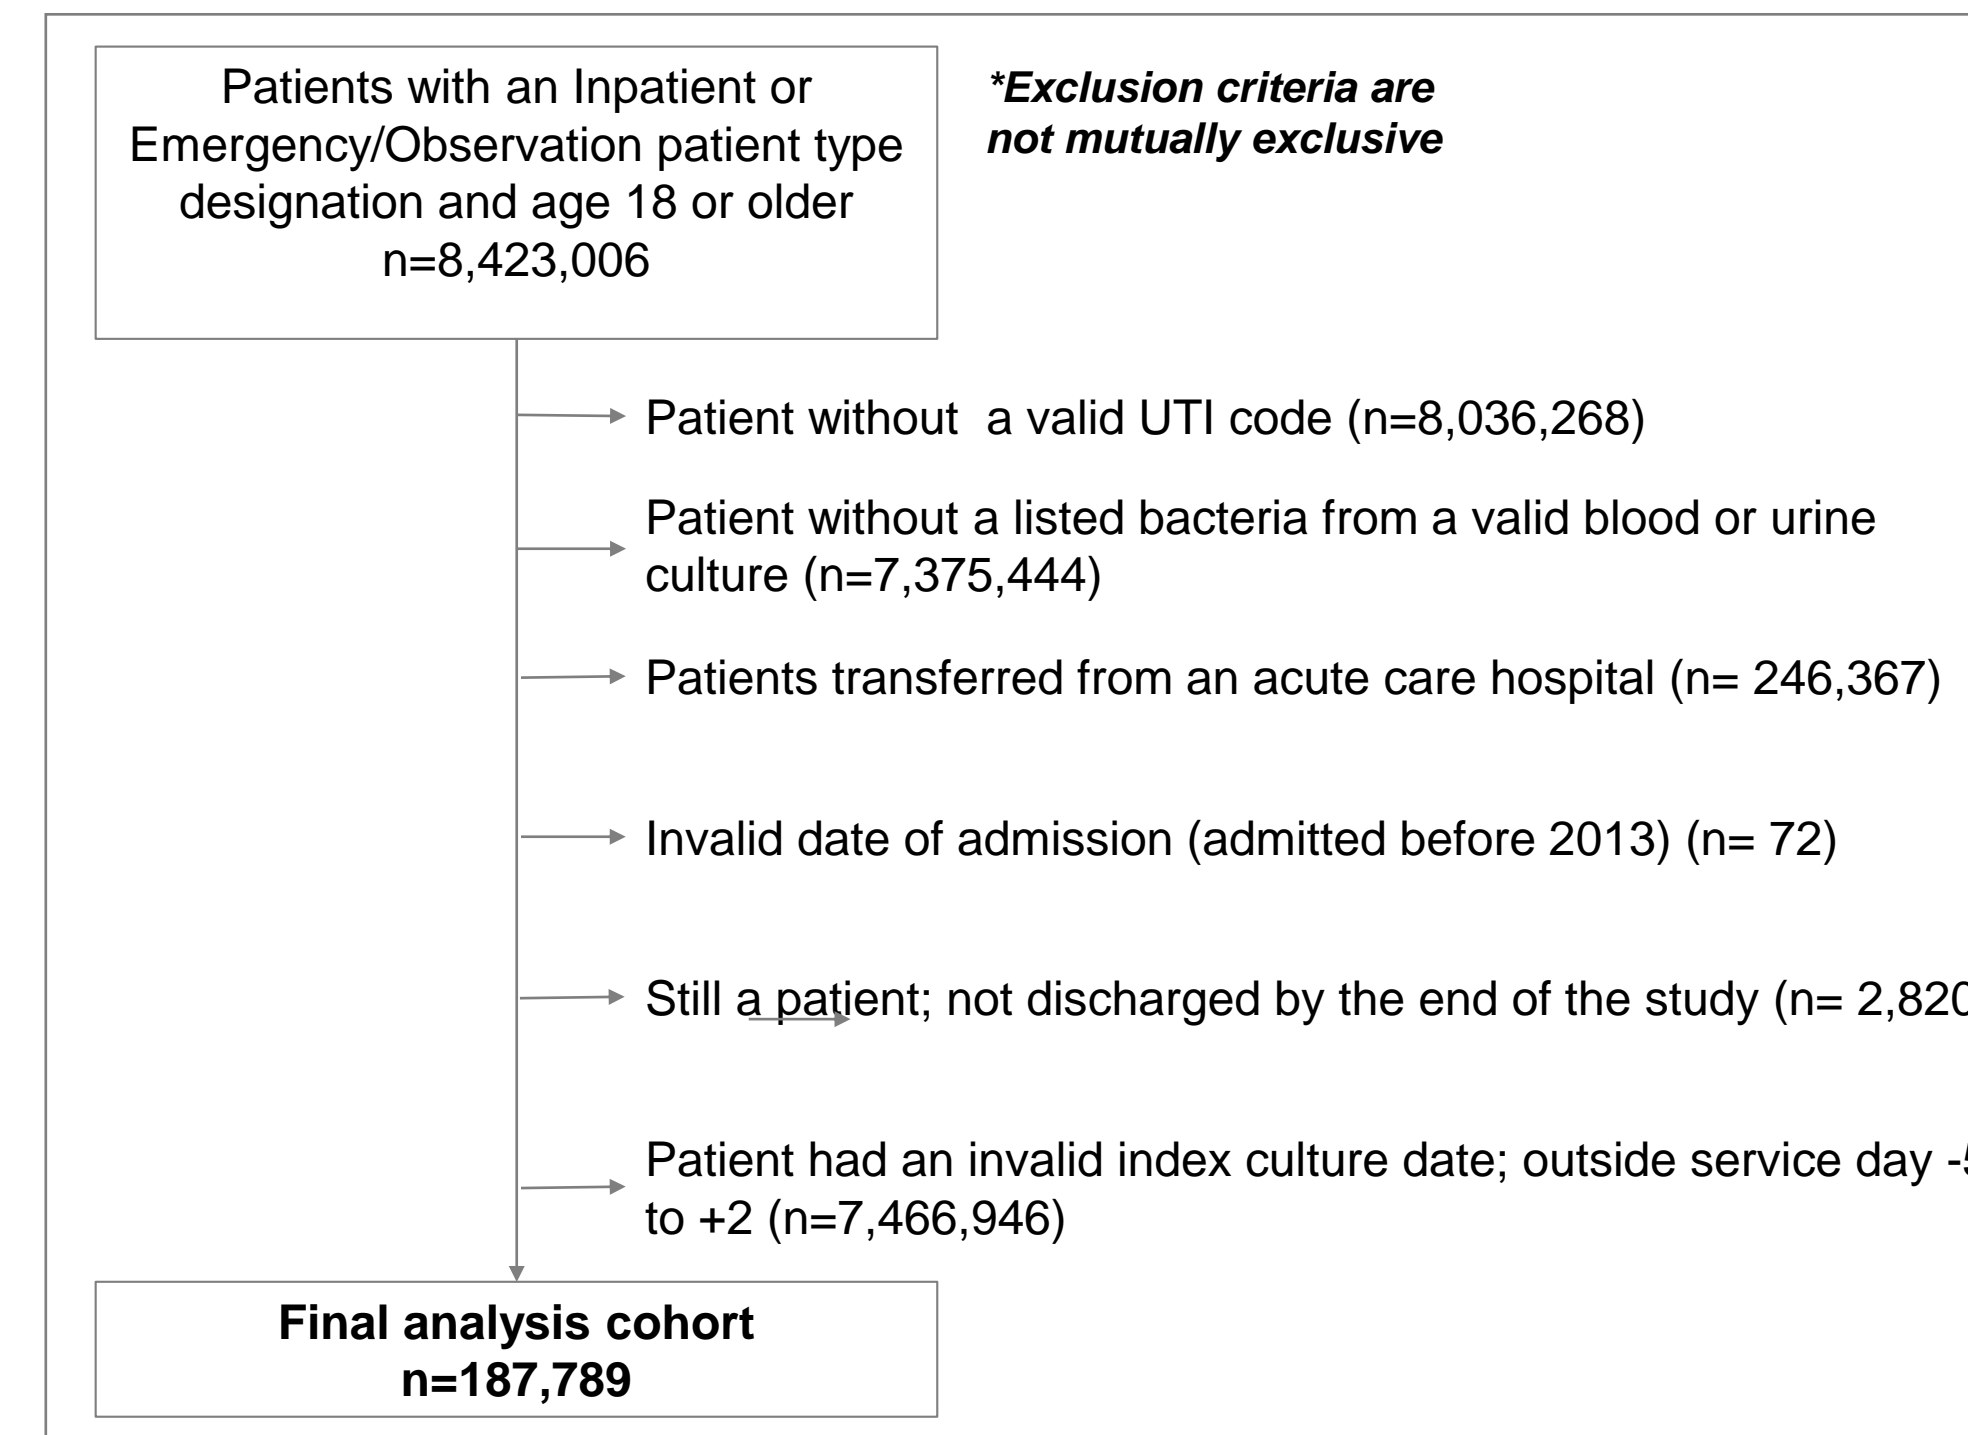 Patients with an Inpatient or
Emergency/Observation patient type
designation and age 18 or older
n=8,423,006
*Exclusion criteria are
not mutually exclusive
Patient without  a valid UTI code (n=8,036,268)
Patient without a listed bacteria from a valid blood or urine
culture (n=7,375,444)
Patients transferred from an acute care hospital (n= 246,367)
Invalid date of admission (admitted before 2013) (n= 72)
Still a patient; not discharged by the end of the study (n= 2,820
Patient had an invalid index culture date; outside service day -5
to +2 (n=7,466,946)
Final analysis cohort
n=187,789